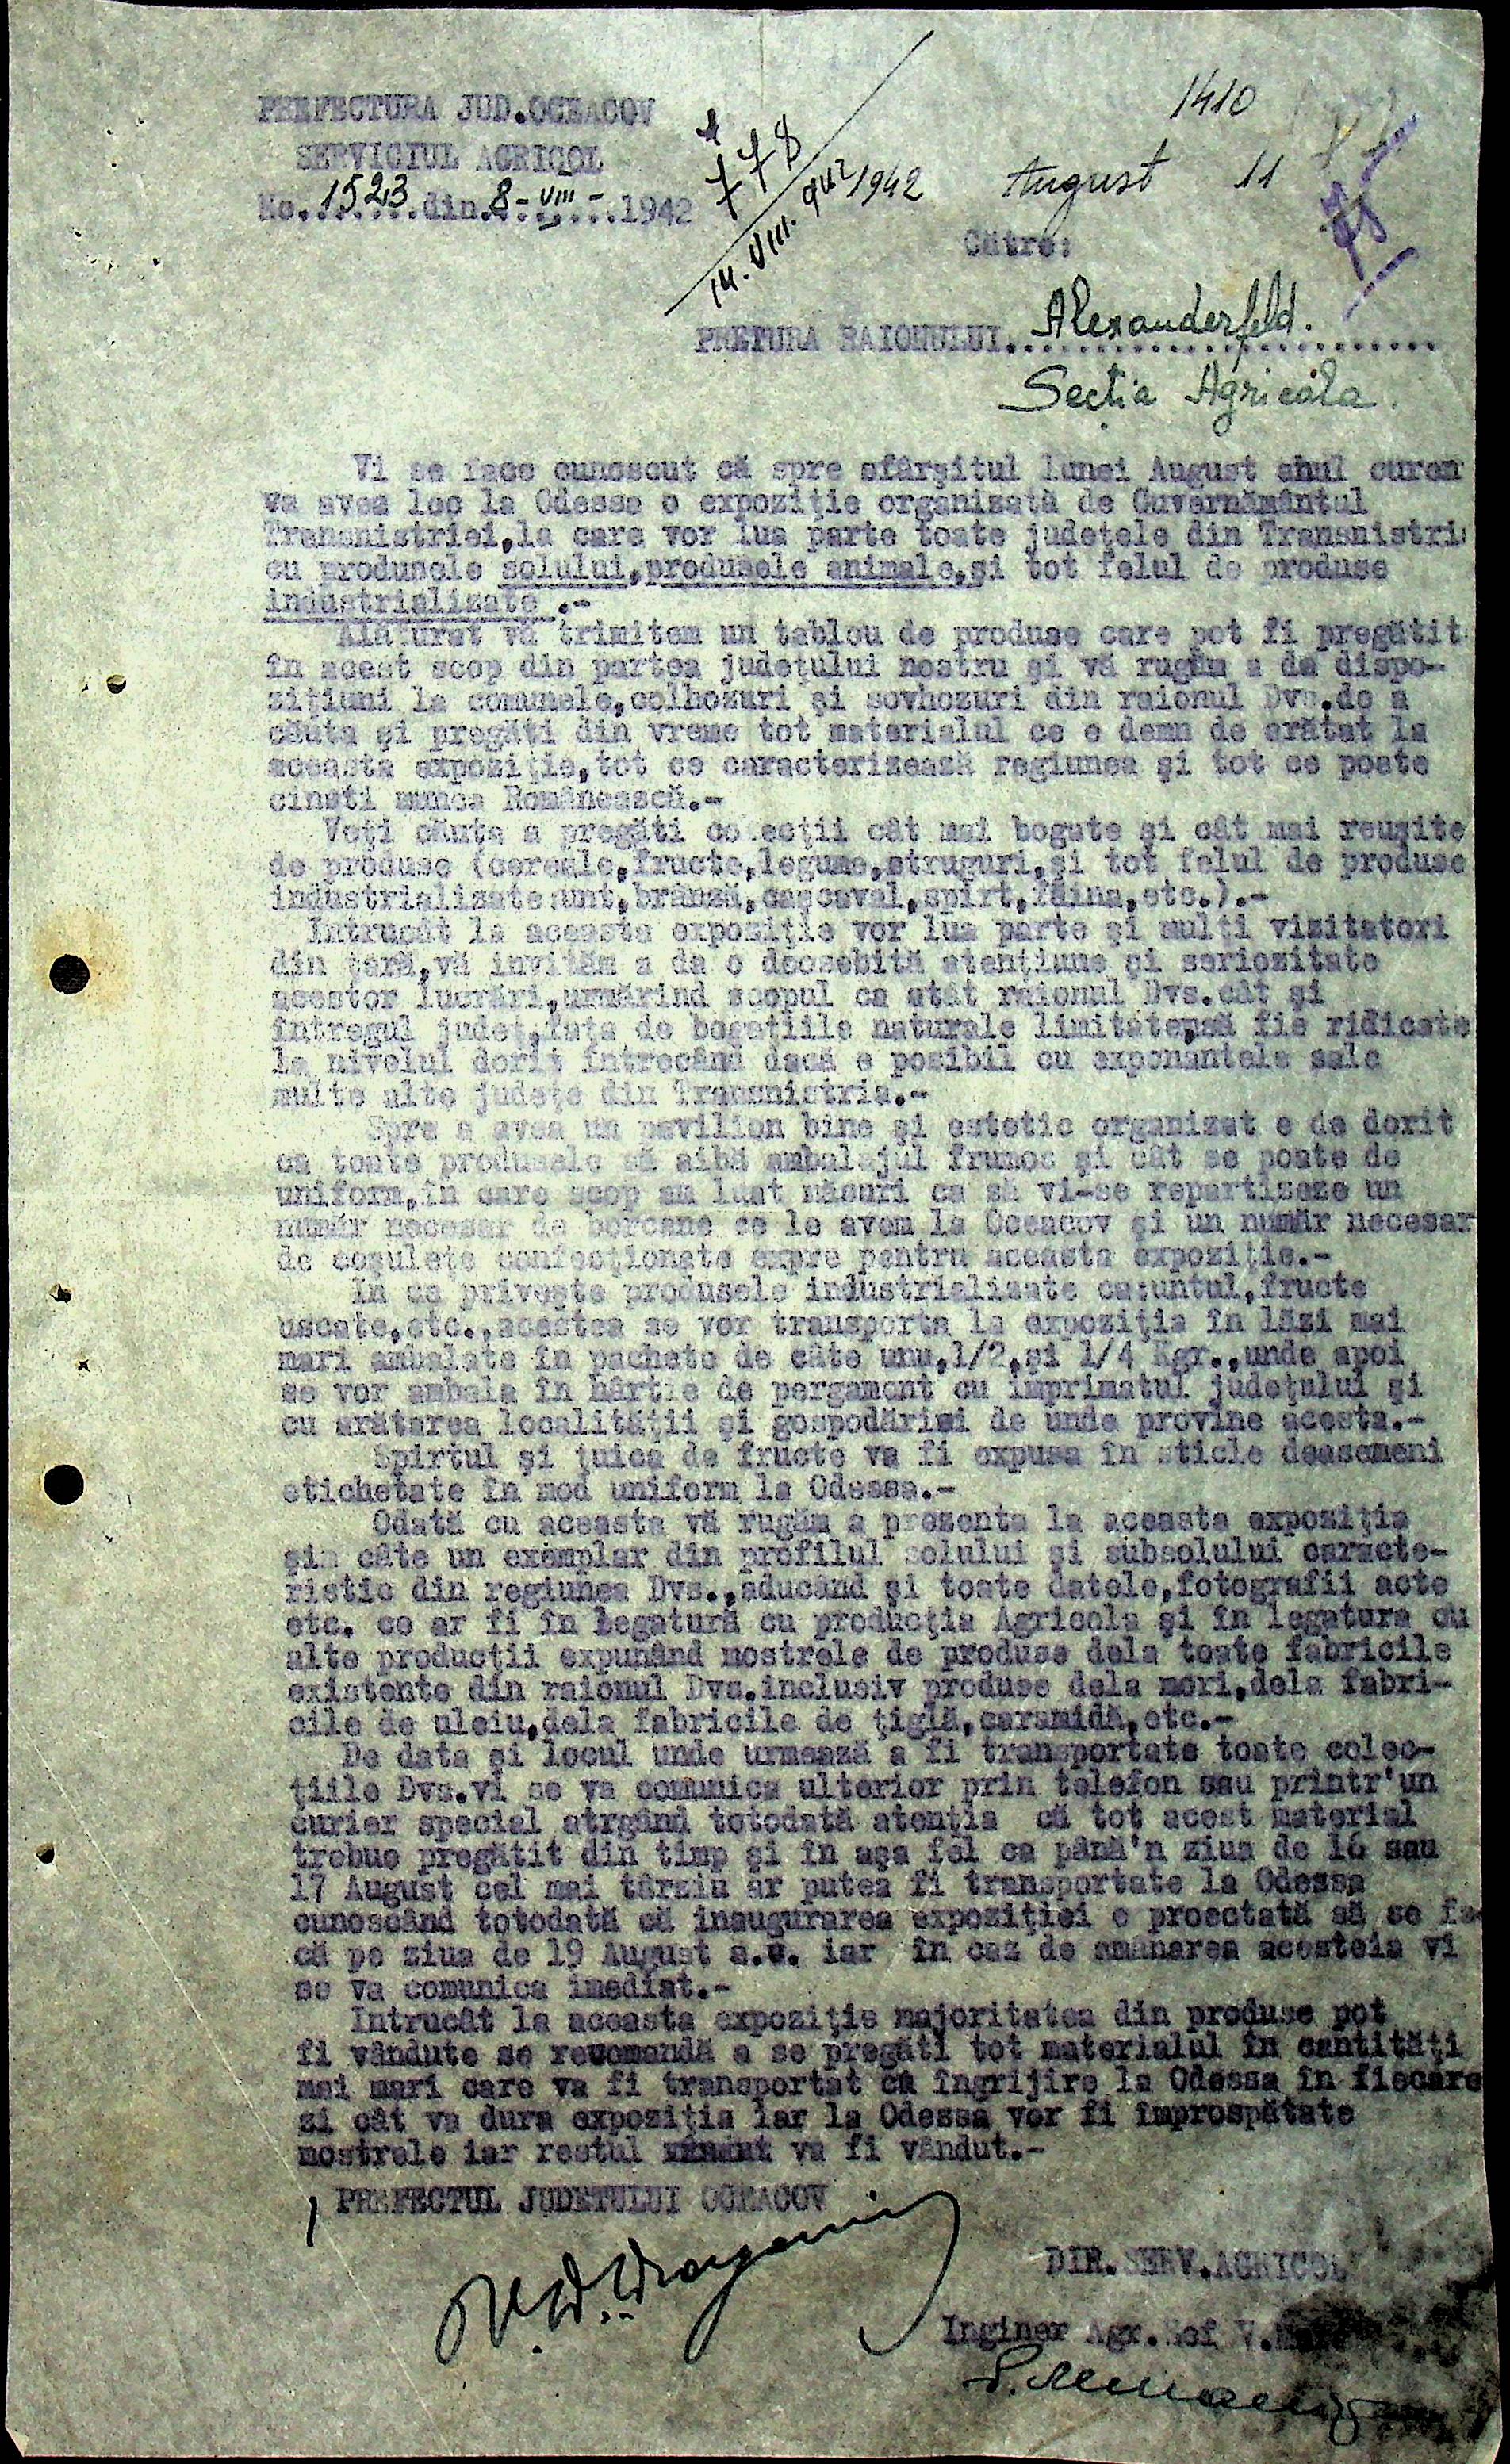 PREFECTURA JUD.OCEACOV
SERVICIUL AGRICOL
No. 1523 din 8-VIII-1942
778
14.VIII.942
1410
1942 August 11
75
Către:
PRETURA RAIONULUI Alexanderfeld.
Secția Agricola.
Vi se face cunoscut că spre sfârșitul lunei August anul curen
va avea loc la Odessa o expoziție organizată de Guvernământul
Transnistriei,la care vor lua parte toate județele din Transnistri
cu produsele solului,produsele animale,și tot felul de produse
industrializate .-
Alăturat vă trimitem un tablou de produse care pot fi pregătit
în acest scop din partea județului nostru și vă rugăm a da dispo-
zițiuni la comunele,colhozuri și sovhozuri din raionul Dvs.de a
căuta și pregăti din vreme tot materialul ce e demn de arătat la
aceasta expoziție,tot ce caracterizează regiunea și tot ce poate
cinsti munca Românească.-
Veți căuta a pregăti colecții cât mai bogate și cât mai reușite
de produse (cereale,fructe,legume,struguri,și tot felul de produse
industrializate:unt,brânză,cașcaval,spirt,făina,etc.).-
Intrucât la aceasta expoziție vor lua parte și mulți vizitatori
din țară,vă invităm a da o deosebită atențiune și seriozitate
acestor lucrări,urmărind scopul ca atât raionul Dvs.cât și
întregul județ,fața de bogețiile naturale limitate,să fie ridicate
la nivelul dorit întrecând dacă e posibil cu exponantele sale
multe alte județe din Transnistria.-
Spre a avea un pavilion bine și estetic organizat e de dorit
ca toate produsele să aibă ambalajul frumos și cât se poate de
uniform,în care scop am luat măsuri ca să vi-se repartizeze un
număr necesar de borcane ce le avem la Oceacov și un număr necesar
de coșulețe confecționate expre pentru aceasta expoziție.-
In ce privește produsele industrializate ca:untul,fructe
uscate,etc.,acestea se vor transporta la expoziția în lăzi mai
mari ambalate în pachete de câte unu,1/2,și 1/4 Kgr.,unde apoi
se vor ambala în hârtie de pergament cu imprimatul județului și
cu arătarea localității și gospodăriei de unde provine acesta.-
Spirtul și țuica de fructe va fi expusa în sticle deasemeni
etichetate în mod uniform la Odessa.-
Odată cu aceasta vă rugăm a prezenta la aceasta expoziția
și câte un exemplar din profilul solului și subsolului caracte-
ristic din regiunea Dvs.,aducând și toate datele,fotografii acte
etc. ce ar fi în legatură cu producția Agricola și în legatura cu
alte producții expunând mostrele de produse dela toate fabricile
existente din raionul Dvs.inclusiv produse dela mori,dela fabri-
cile de uleiu,dela fabricile de țiglă,caramidă,etc.-
De data și locul unde urmează a fi transportate toate colec-
țiile Dvs.vi se va comunica ulterior prin telefon sau printr'un
curier special atrgând totodată atenția că tot acest material
trebue pregătit din timp și în așa fel ca până'n ziua de 16 sau
17 August cel mai târziu ar putea fi transportate la Odessa
cunoscând totodată că inaugurarea expoziției e proectată să se fa-
că pe ziua de 19 August a.c. iar în caz de amânarea acesteia vi
se va comunica imediat.-
Intrucât la aceasta expoziție majoritatea din produse pot
fi vândute se recomandă a se pregăti tot materialul în cantități
mai mari care va fi transportat cu îngrijire la Odessa în fiecare
zi cât va dura expoziția iar la Odessa vor fi împrospătate
mostrele iar restul va fi vândut.-
PREFECTUL JUDETULUI OCEACOV
DIR.SERV.AGRICOL
Inginer Agr.Sef V.